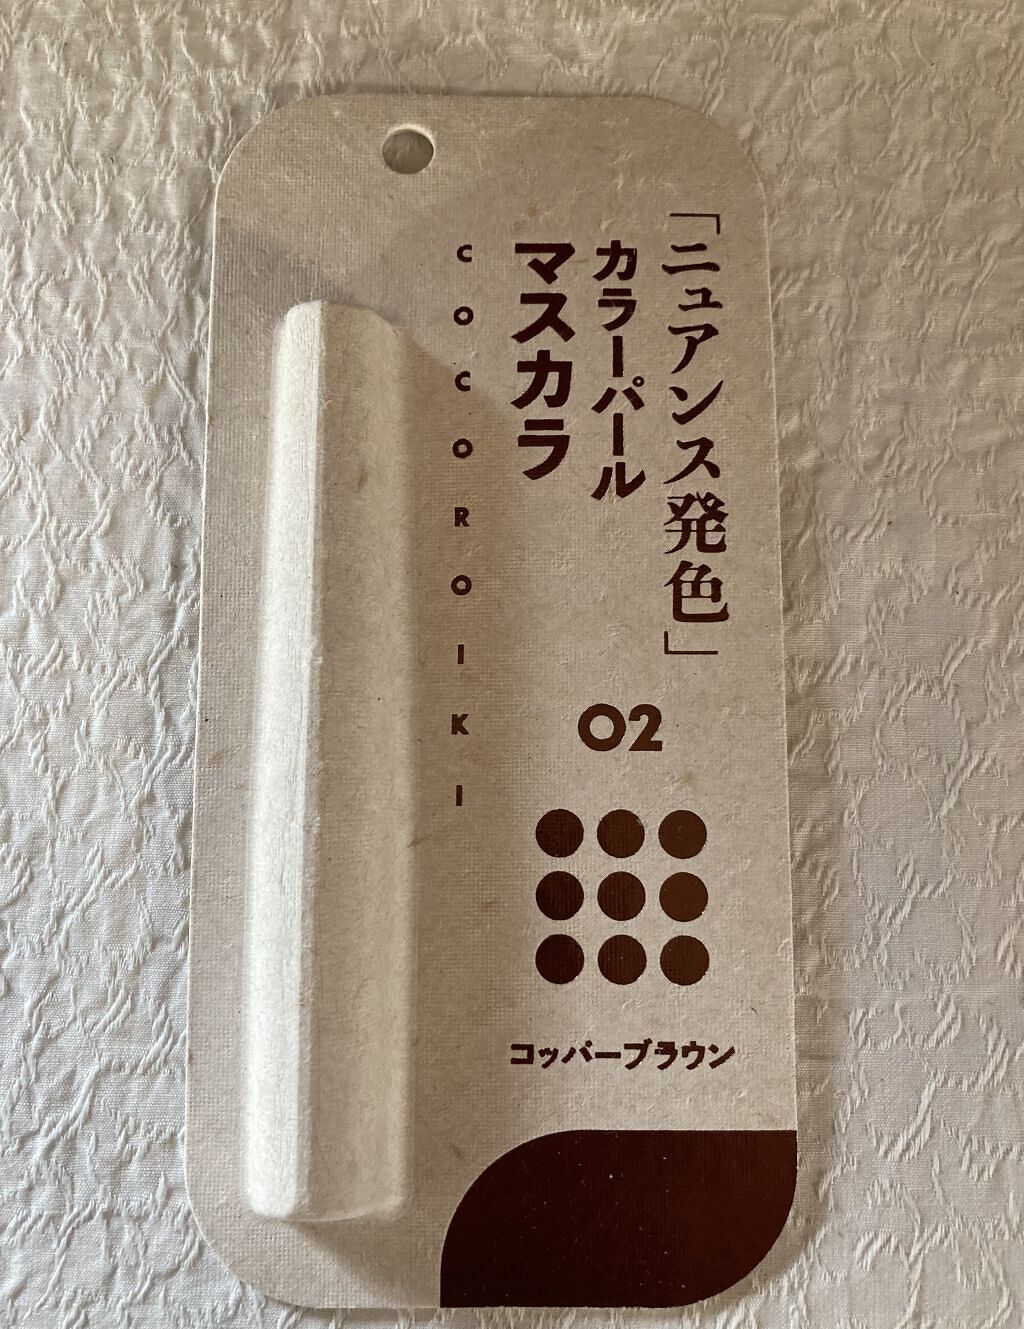 「ニュアンス発色」
カラーパール
マスカラ
COCOROIKI
02
コッパーブラウン